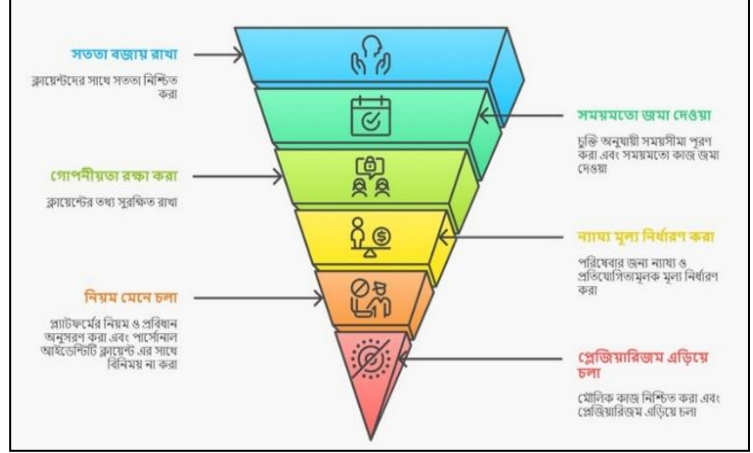 সততা বজায় রাখা
ক্লায়েন্টদের সাথে সততা নিশ্চিত
করা
সময়মতো জমা দেওয়া
চুক্তি অনুযায়ী সময়সীমা পূরণ
করা এবং সময়মতো কাজ জমা
দেওয়া
গোপনীয়তা রক্ষা করা
ক্লায়েন্টের তথ্য সুরক্ষিত রাখা
ন্যায্য মূল্য নির্ধারণ করা
পরিষেবার জন্য ন্যায্য ও
প্রতিযোগিতামূলক মূল্য নির্ধারণ
করা
নিয়ম মেনে চলা
প্ল্যাটফর্মের নিয়ম ও প্রবিধান
অনুসরণ করা এবং পার্সোনাল
আইডেন্টিটি ক্লায়েন্ট এর সাথে
বিনিময় না করা
প্লেজিয়ারিজম এড়িয়ে
চলা
মৌলিক কাজ নিশ্চিত করা এবং
প্লেজিয়ারিজম এড়িয়ে চলা